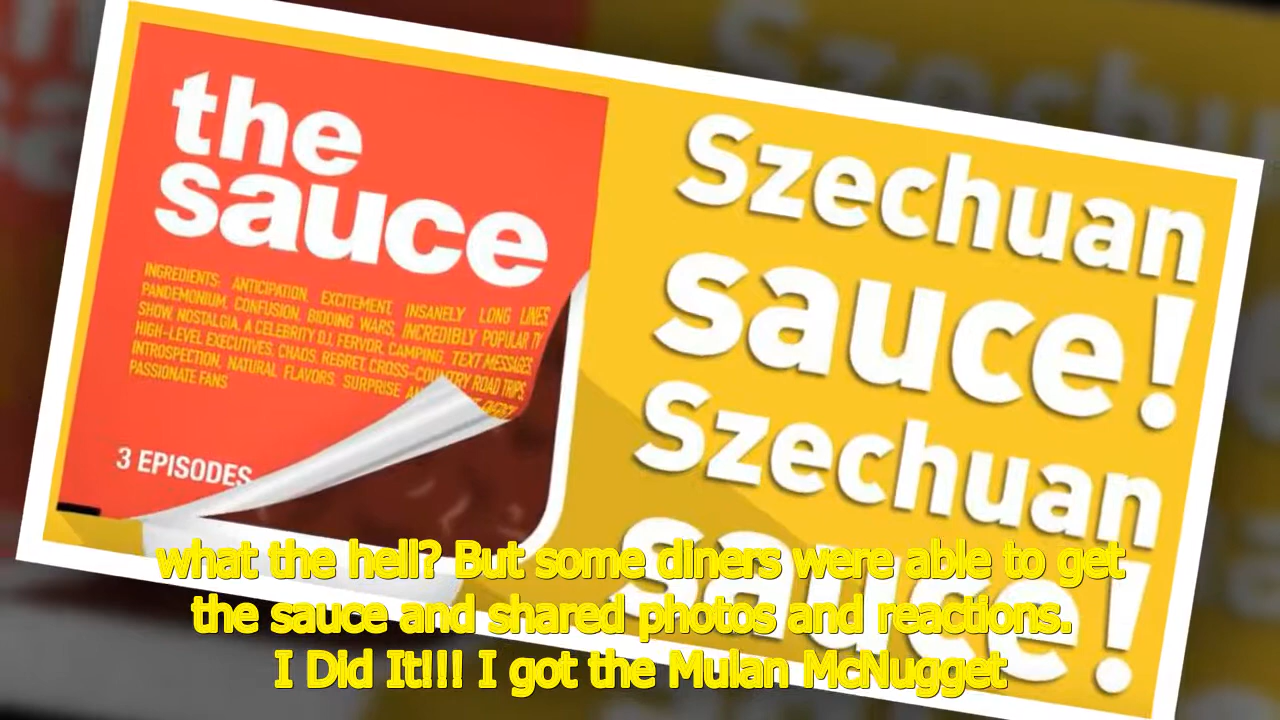 the
sauce
INGREDIENTS: ANTICIPATION, EXCITEMENT, INSANELY LONG LINES
PANDEMONIUM, CONFUSION, BIDDING WARS, INCREDIBLY POPULAR TV
SHOW, NOSTALGIA, A CELEBRITY DJ, FERVOR, CAMPING, TEXT MESSAGES,
HIGH-LEVEL EXECUTIVES, CHAOS, REGRET, CROSS-COUNTRY ROAD TRIPS,
INTROSPECTION, NATURAL FLAVORS, SURPRISE
PASSIONATE FANS
3 EPISODES
Szechuan
sauce!
Szechuan
sauce!
what the hell? But some diners were able to get
the sauce and shared photos and reactions.
I Did It!!! I got the Mulan McNugget